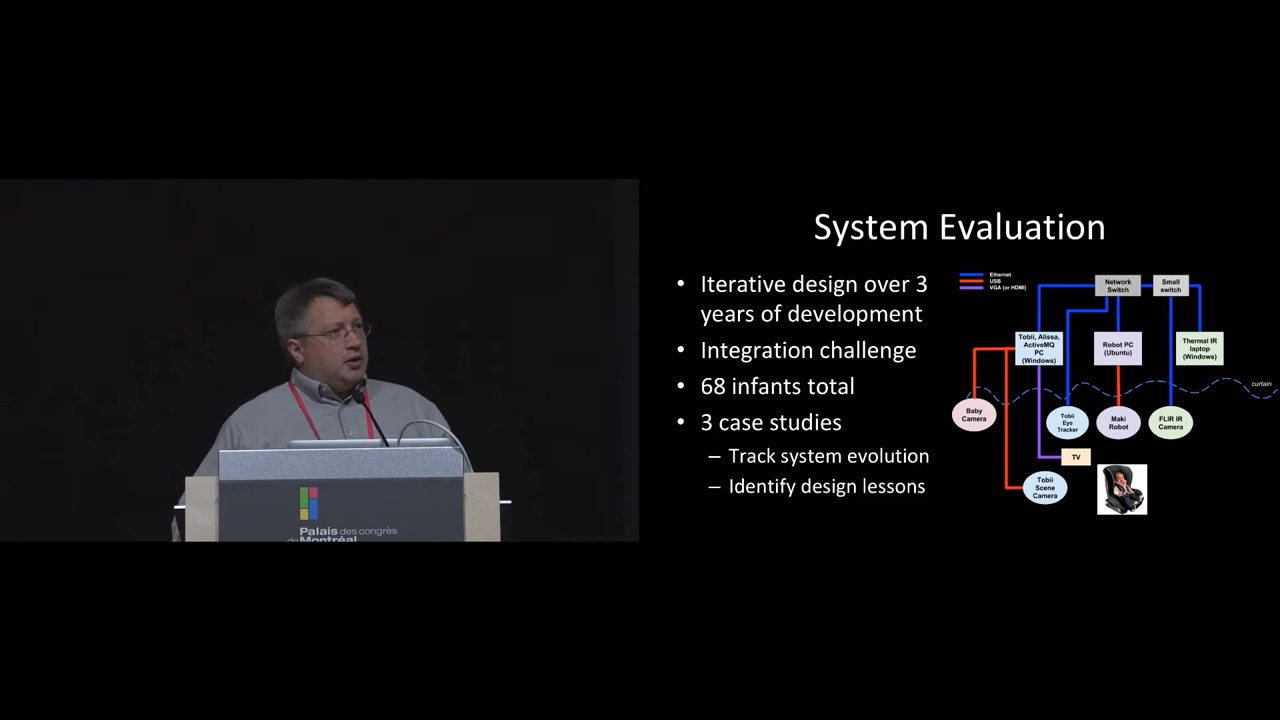 System Evaluation
• Iterative design over 3
years of development
• Integration challenge
• 68 infants total
• 3 case studies
– Track system evolution
– Identify design lessons
Ethernet
USB
VGA (or HDMI)
Network
Switch
Small
switch
Tobii, Alissa,
ActiveMQ
PC
(Windows)
Robot PC
(Ubuntu)
Thermal IR
laptop
(Windows)
curtain
Baby
Camera
Tobii
Eye
Tracker
Maki
Robot
FLIR IR
Camera
TV
Tobii
Scene
Camera
Palais des congrès
de Montréal